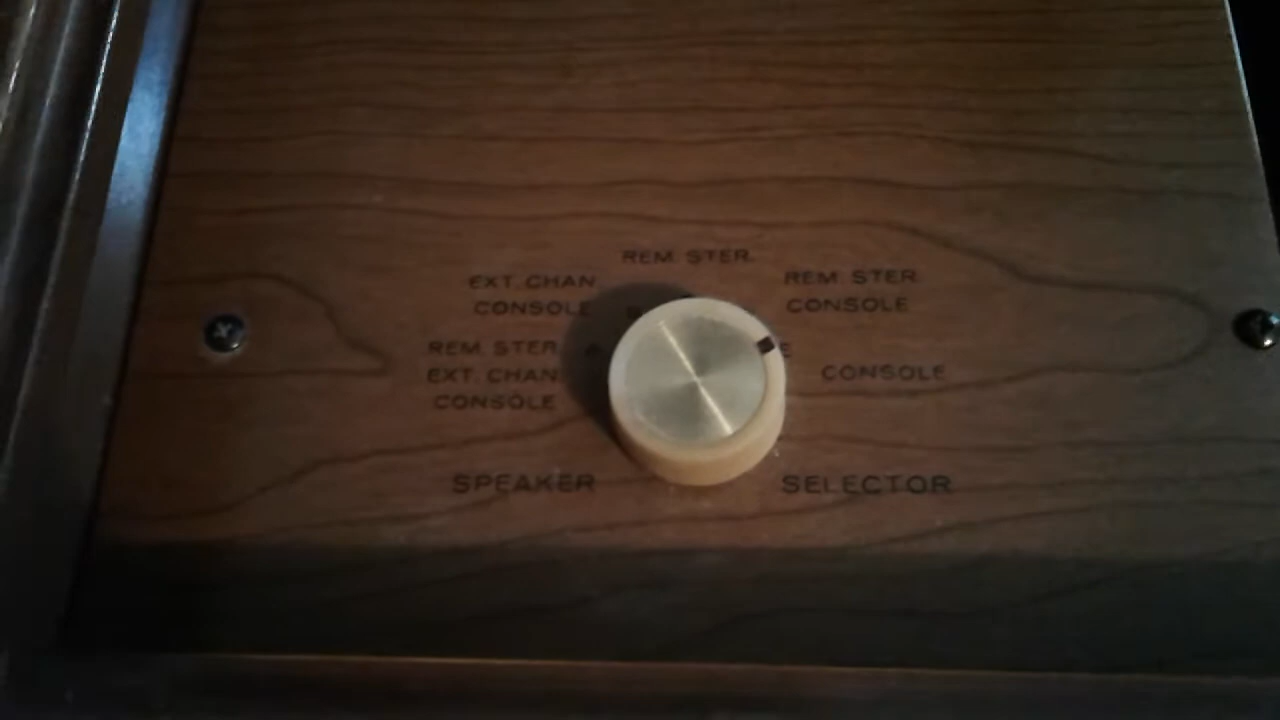 REM. STER.
EXT. CHAN
CONSOLE
REM. STER.
CONSOLE
REM. STER.
EXT. CHAN.
CONSOLE
CONSOLE
SPEAKER SELECTOR